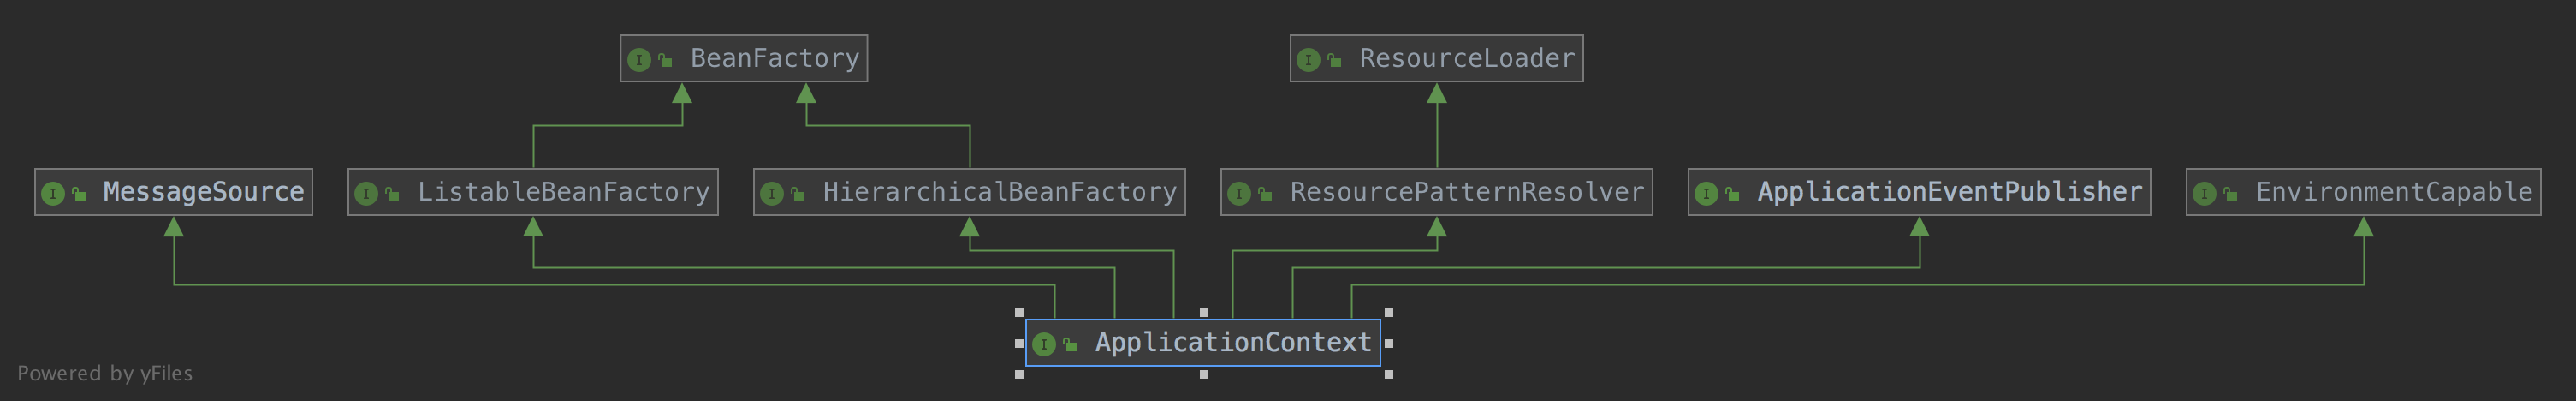 BeanFactory
ResourceLoader
MessageSource
ListableBeanFactory
HierarchicalBeanFactory
ResourcePatternResolver
ApplicationEventPublisher
EnvironmentCapable
ApplicationContext
Powered by yFiles